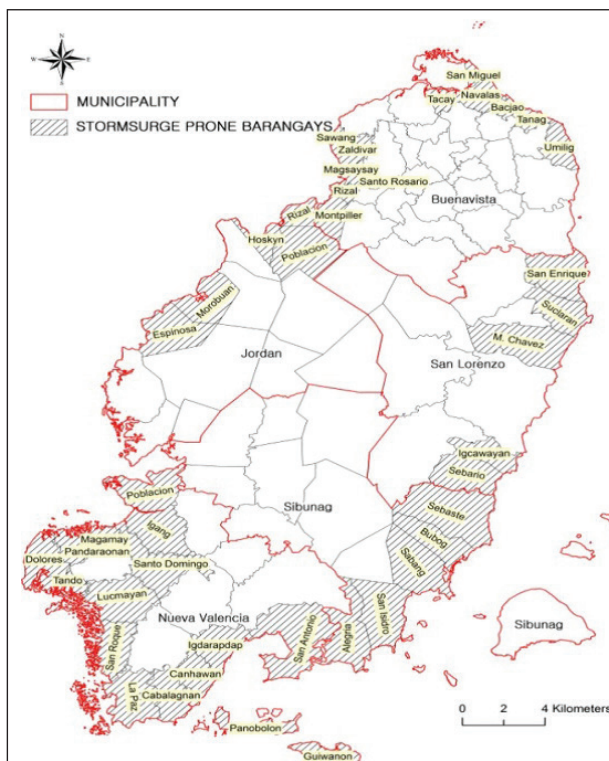 N
W
E
S
MUNICIPALITY
STORMSURGE PRONE BARANGAYS
San Miguel
Navalas
Tacay
Bacjao
Tanag
Umilig
Sawang
Zaldivar
Magsaysay
Santo Rosario
Rizal
Buenavista
Rizal
Montpiller
Hoskyn
Poblacion
San Enrique
Suclaran
M. Chavez
Morobuan
Espinosa
Jordan
San Lorenzo
Igcawayan
Sebario
Poblacion
Sibunag
Sebaste
Bubog
Sabang
Igang
Magamay
Pandaraonan
Dolores
Santo Domingo
Tando
Lucmayan
Nueva Valencia
San Roque
Igdarapdap
San Antonio
Alegria
San Isidro
Sibunag
Canhawan
La Paz
Cabalagnan
Panobolon
Guiwanon
0 2 4 Kilometers